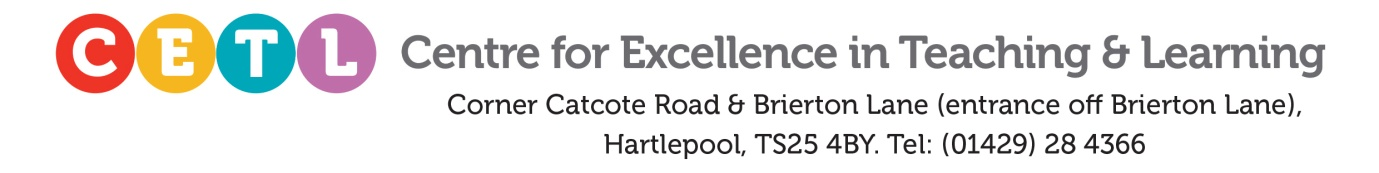 CETL Centre for Excellence in Teaching & Learning
Corner Catcote Road & Brierton Lane (entrance off Brierton Lane),
Hartlepool, TS25 4BY. Tel: (01429) 28 4366